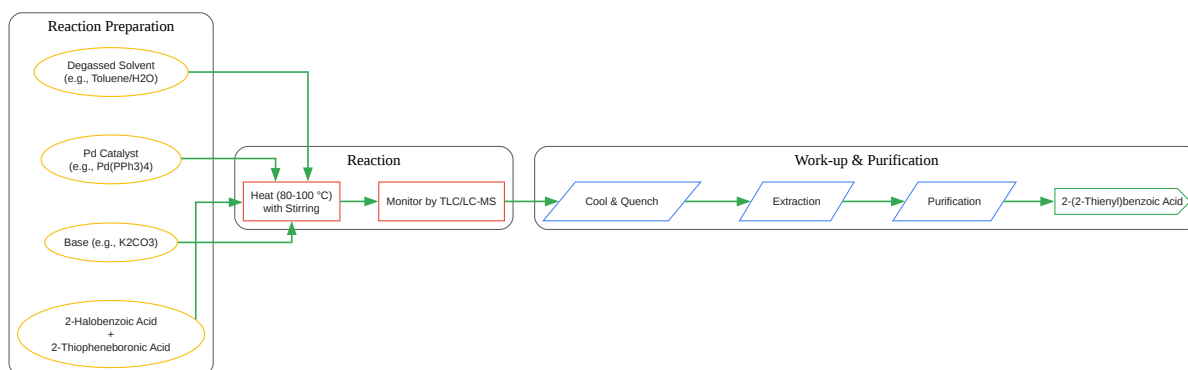 Reaction Preparation
Degassed Solvent
(e.g., Toluene/H2O)
Pd Catalyst
(e.g., Pd(PPh3)4)
Base (e.g., K2CO3)
2-Halobenzoic Acid
+
2-Thiopheneboronic Acid
Reaction
Heat (80-100 °C)
with Stirring
Monitor by TLC/LC-MS
Work-up & Purification
Cool & Quench
Extraction
Purification
2-(2-Thienyl)benzoic Acid